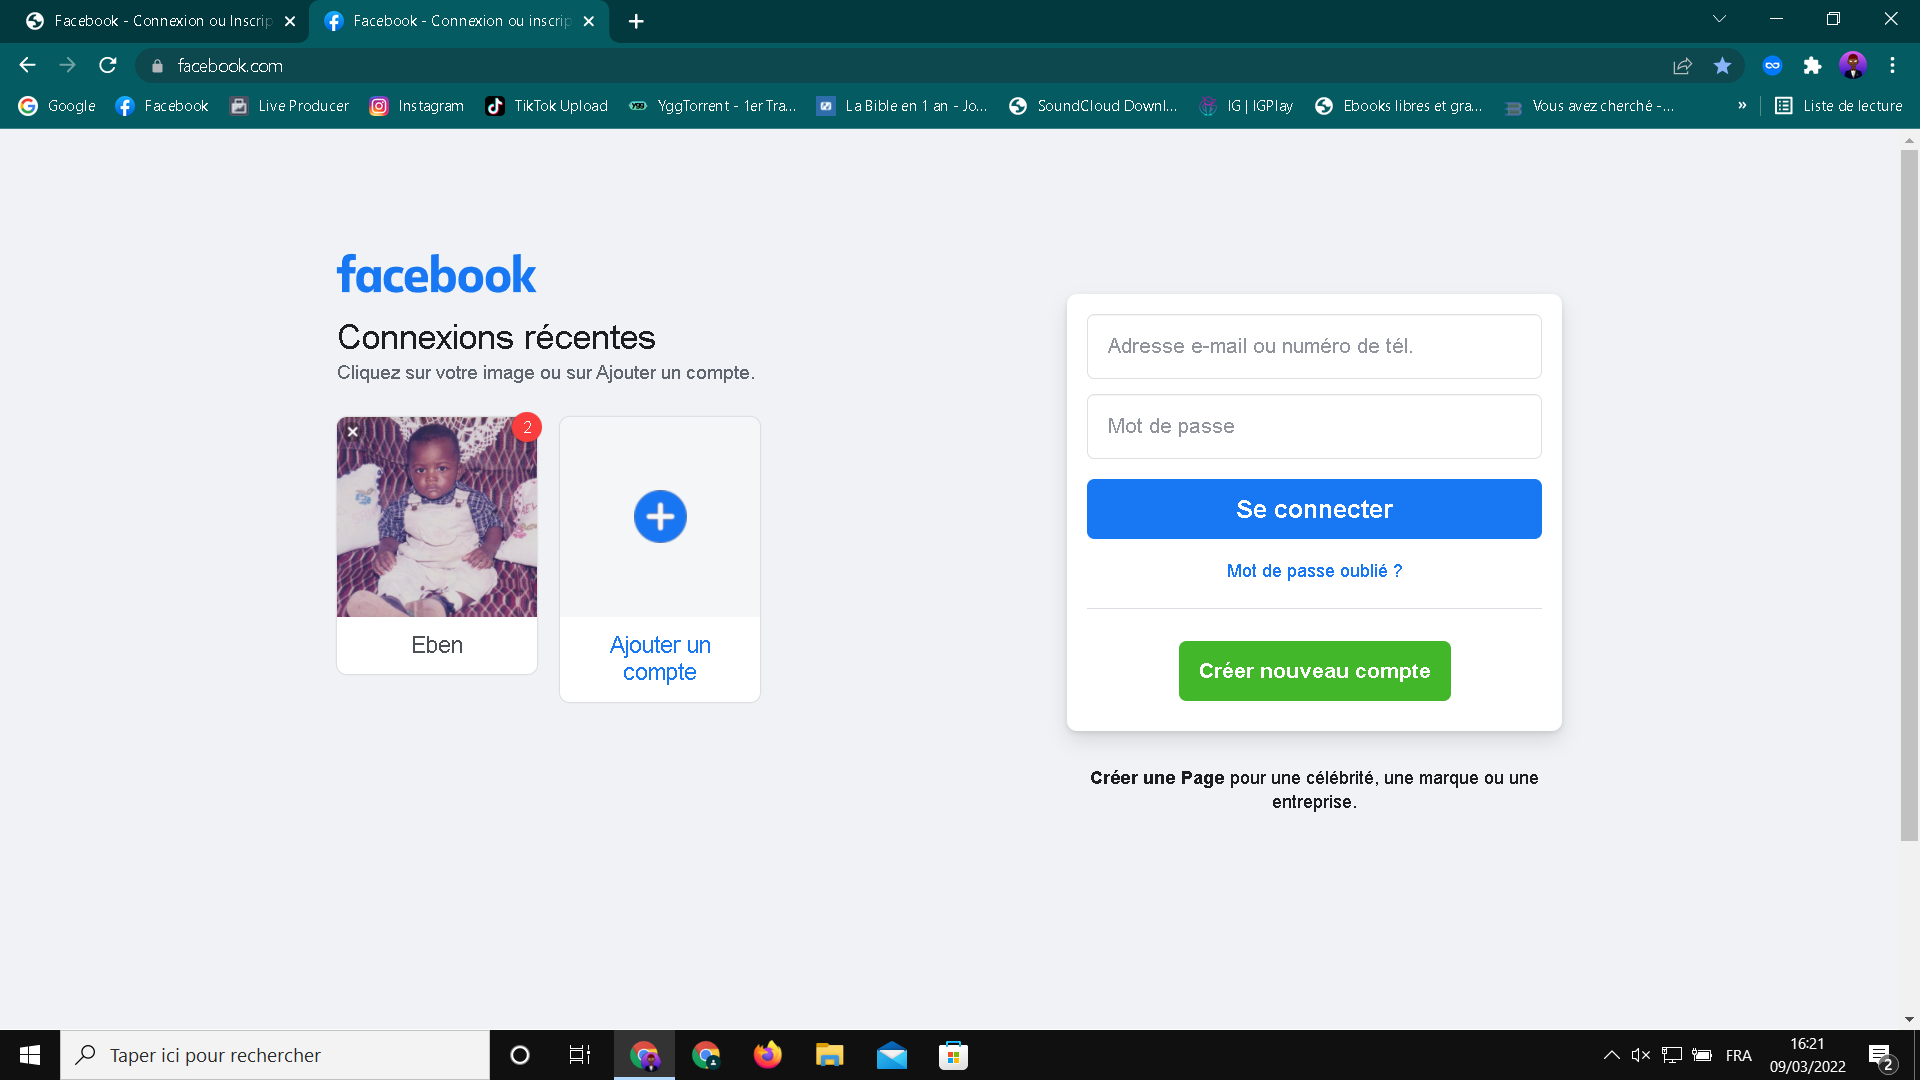 Facebook - Connexion ou Inscrip
Facebook - Connexion ou inscrip
facebook.com
Google
Facebook
Live Producer
Instagram
TikTok Upload
YggTorrent - 1er Tra...
La Bible en 1 an - Jo...
SoundCloud Downl...
IG | IGPlay
Ebooks libres et gra...
Vous avez cherché -...
»
Liste de lecture
facebook
Connexions récentes
Cliquez sur votre image ou sur Ajouter un compte.
2
Eben
Ajouter un
compte
Adresse e-mail ou numéro de tél.
Mot de passe
Se connecter
Mot de passe oublié ?
Créer nouveau compte
Créer une Page pour une célébrité, une marque ou une
entreprise.
Taper ici pour rechercher
FRA
16:21
09/03/2022
2